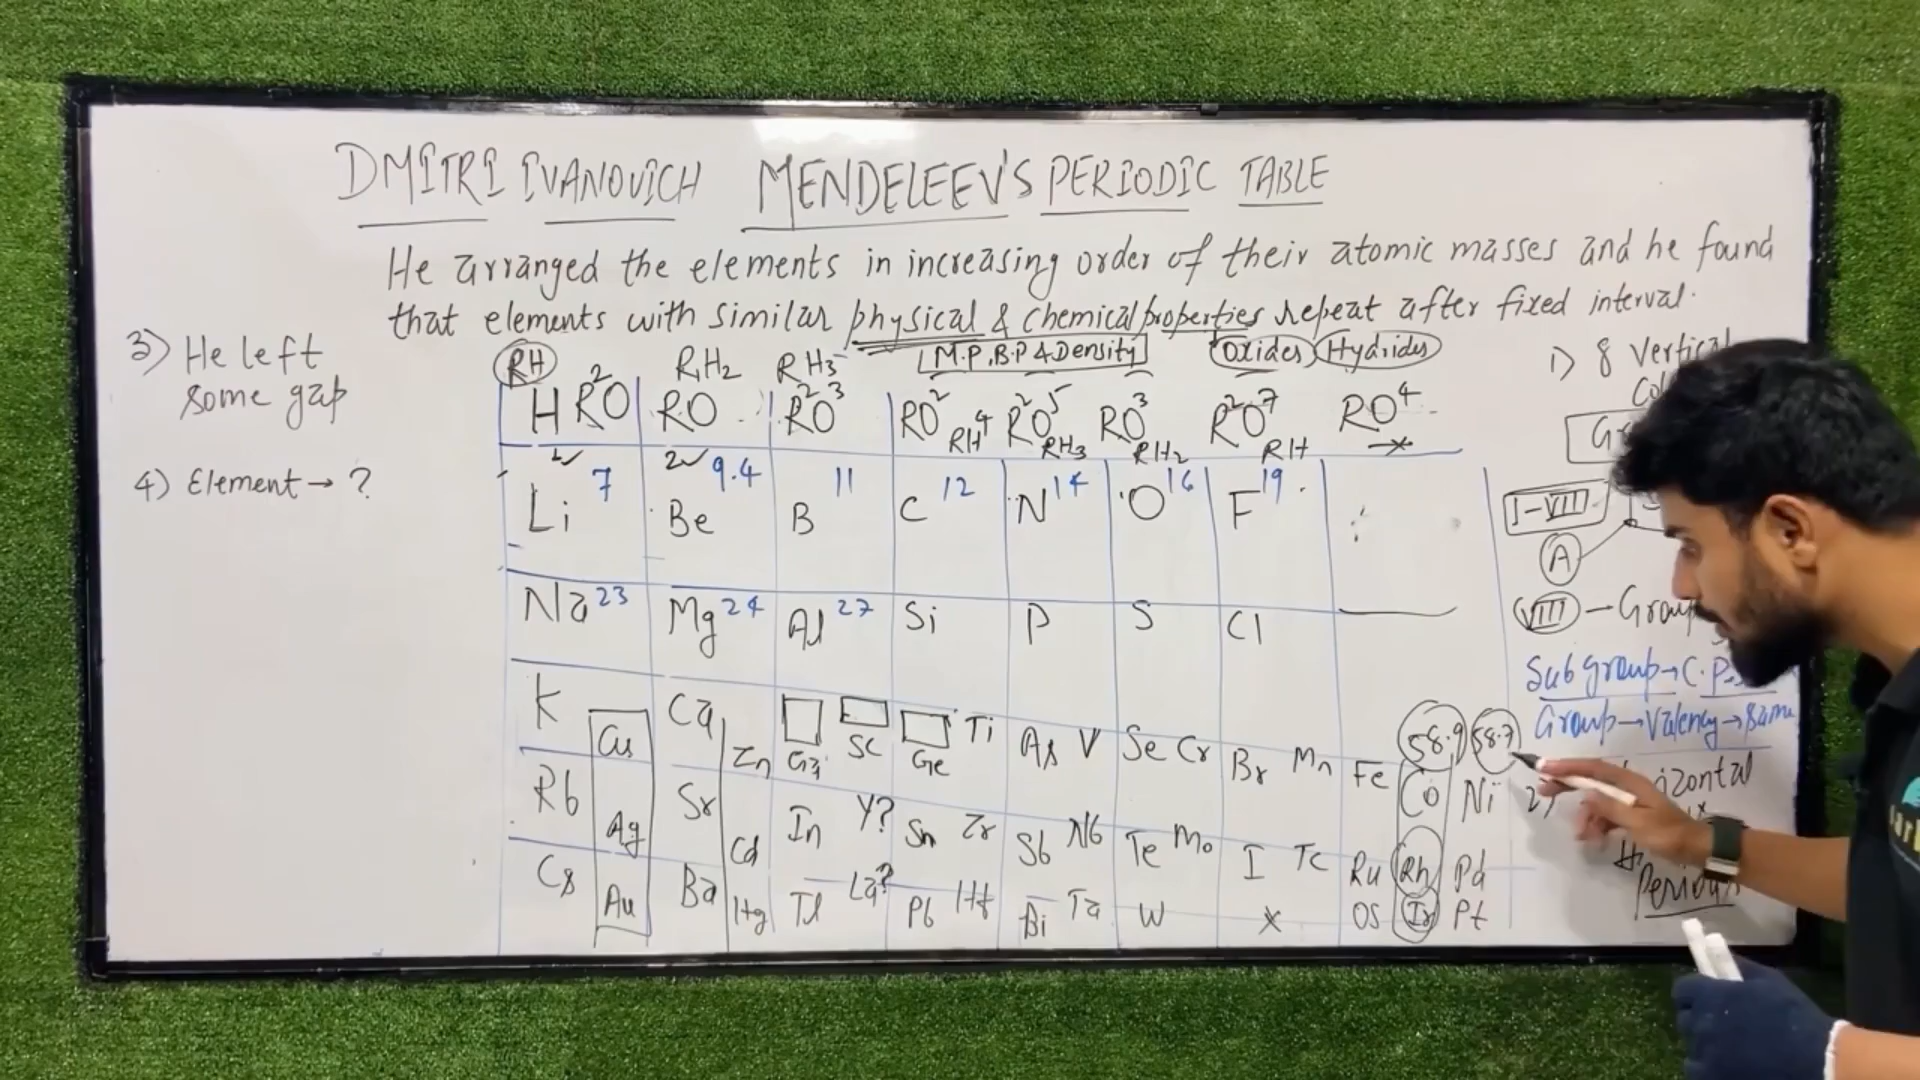 DMITRI IVANOVICH MENDELEEV'S PERIODIC TABLE
He arranged the elements in increasing order of their atomic masses and he found
that elements with similar physical & chemical properties repeat after fixed interval.
M.P, B.P & Density Oxides Hydrides
3) He left
some gap
4) Element → ?
RH RH2 RH3
H R²O RO R²O³ RO² R²O⁵ RO³ R²O⁷ RO⁴
RH⁴ RH3 RH2 RH x
Li 7 Be 9.4 B 11 C 12 N 14 O 16 F 19
Na 23 Mg 24 Al 27 Si P S Cl
K Cu Ca Zn Ga Sc Ge Ti As V Se Cr Br Mn Fe Co 58.9 Ni 58.7
Rb Ag Sr Cd In Y? Sn Zr Sb Nb Te Mo I Tc Ru Rh Pd
Cs Au Ba Hg Tl La? Pb Hf Bi Ta W x Os Ir Pt
1) 8 Vertical
I-VII
A
VIII - Group
Sub group → C.P.
Group → Valency → same
Periods